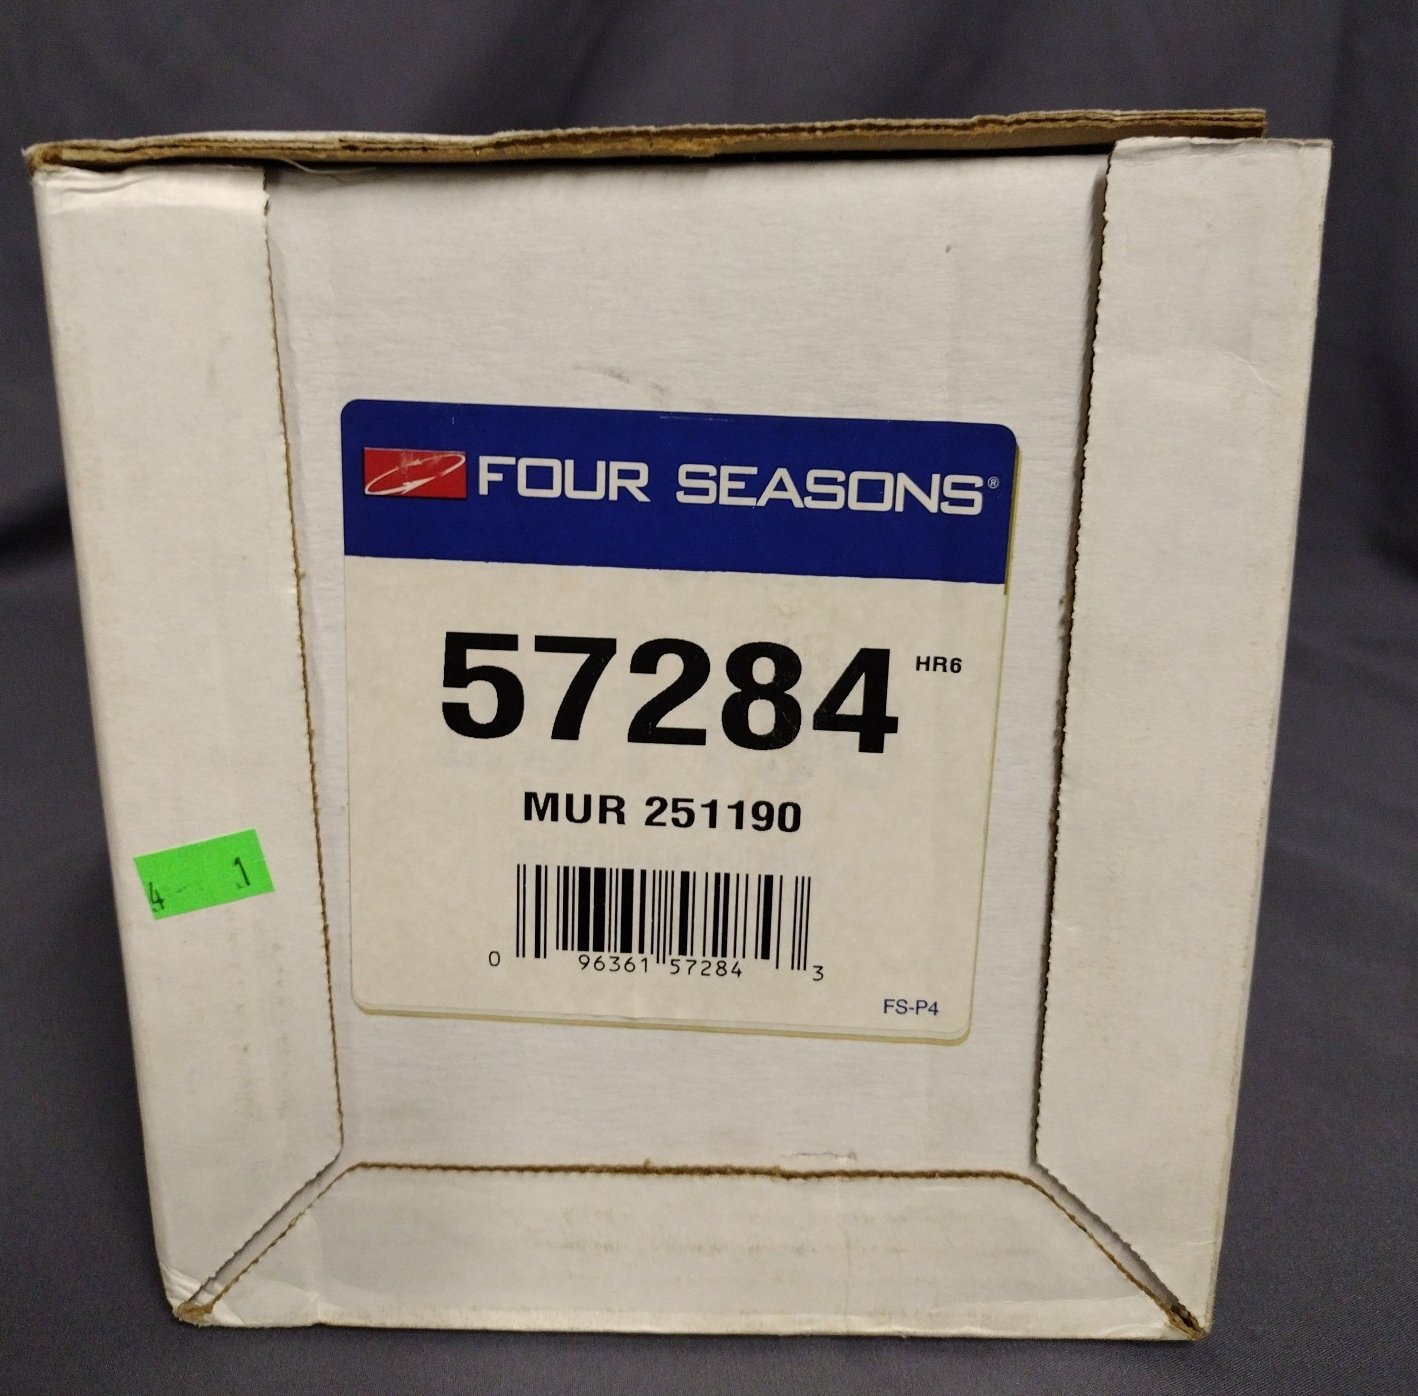 FOUR SEASONS®
57284 HR6
MUR 251190
4 1
0 96361 57284 3
FS-P4